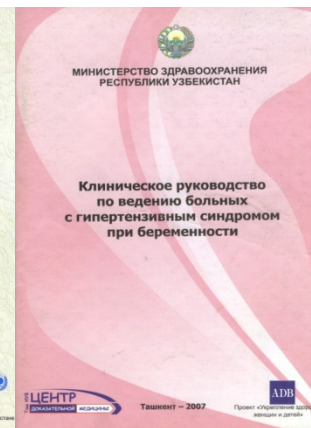 МИНИСТЕРСТВО ЗДРАВООХРАНЕНИЯ
РЕСПУБЛИКИ УЗБЕКИСТАН
Клиническое руководство
по ведению больных
с гипертензивным синдромом
при беременности
ЦЕНТР
ДОКАЗАТЕЛЬНОЙ МЕДИЦИНЫ
Ташкент – 2007
ADB
Проект «Укрепление здоро
женщин и детей»